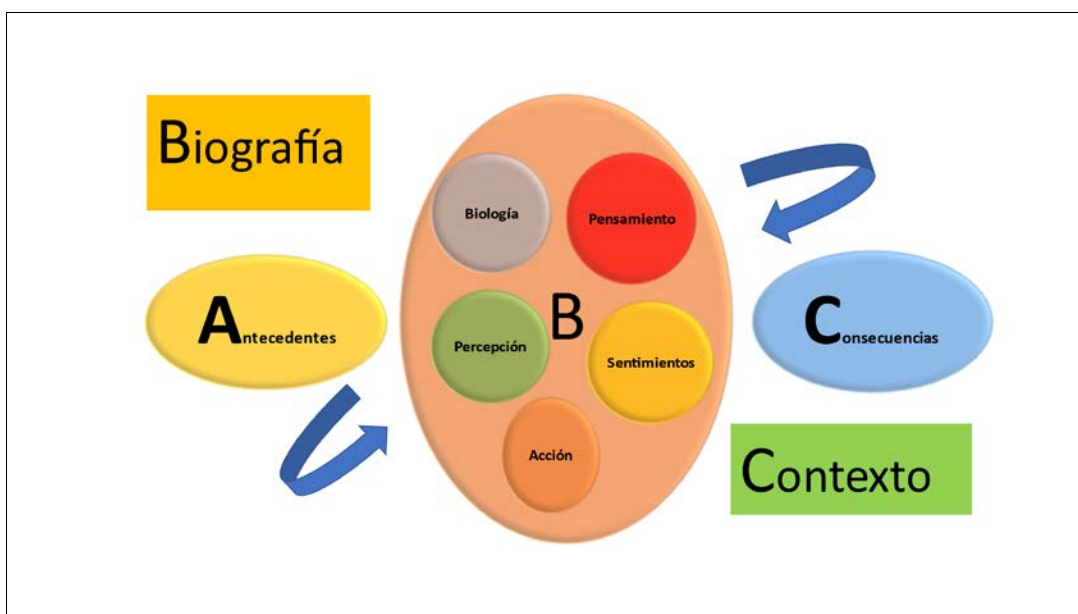 Biografía
Biología
Pensamiento
Antecedentes
B
Consecuencias
Percepción
Sentimientos
Acción
Contexto